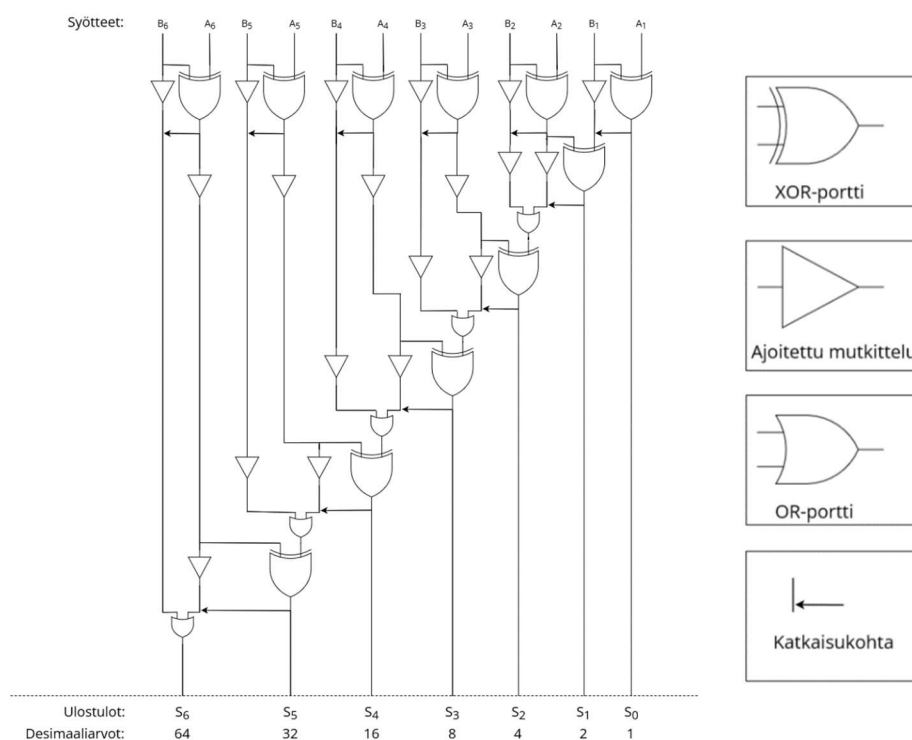 Syötteet: B₆ A₆ B₅ A₅ B₄ A₄ B₃ A₃ B₂ A₂ B₁ A₁
XOR-portti
Ajoitettu mutkittelu
OR-portti
Katkaisukohta
Ulostulot: S₆ S₅ S₄ S₃ S₂ S₁ S₀
Desimaaliarvot: 64 32 16 8 4 2 1